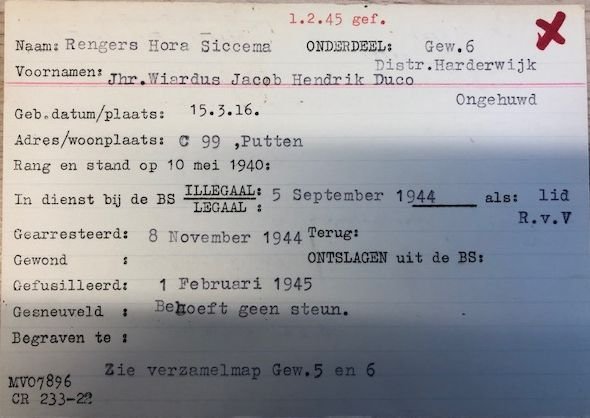 1.2.45 gef.
Naam: Rengers Hora Siccema ONDERDEEL: Gew.6
Distr.Harderwijk
Voornamen: Jhr.Wiardus Jacob Hendrik Duco
Ongehuwd
Geb.datum/plaats: 15.3.16.
Adres/woonplaats: C 99 ,Putten
Rang en stand op 10 mei 1940:
In dienst bij de BS ILLEGAAL: 5 September 1944 als: lid
LEGAAL : R.v.V
Gearresteerd: 8 November 1944 Terug:
Gewond : ONTSLAGEN uit de BS:
Gefusilleerd: 1 Februari 1945
Gesneuveld : Behoeft geen steun.
Begraven te :
Zie verzamelmap Gew.5 en 6
MVO7896
CR 233-22